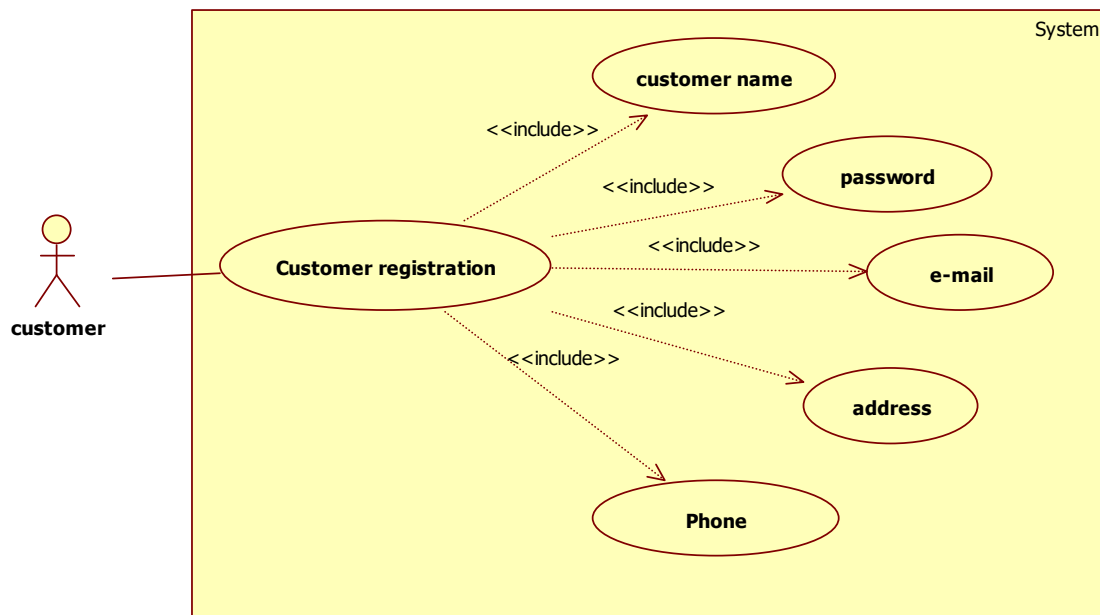 System
customer name
<<include>>
<<include>>
password
<<include>>
Customer registration
e-mail
<<include>>
customer
<<include>>
address
Phone